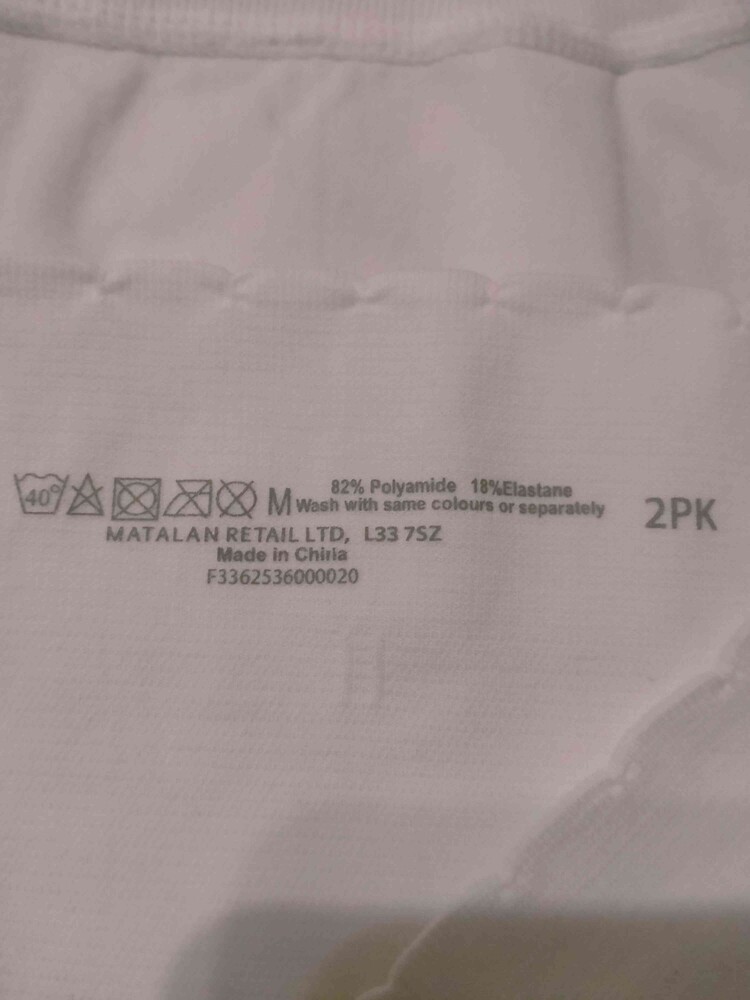 40° M 82% Polyamide 18%Elastane
Wash with same colours or separately
2PK
MATALAN RETAIL LTD, L33 7SZ
Made in China
F3362536000020